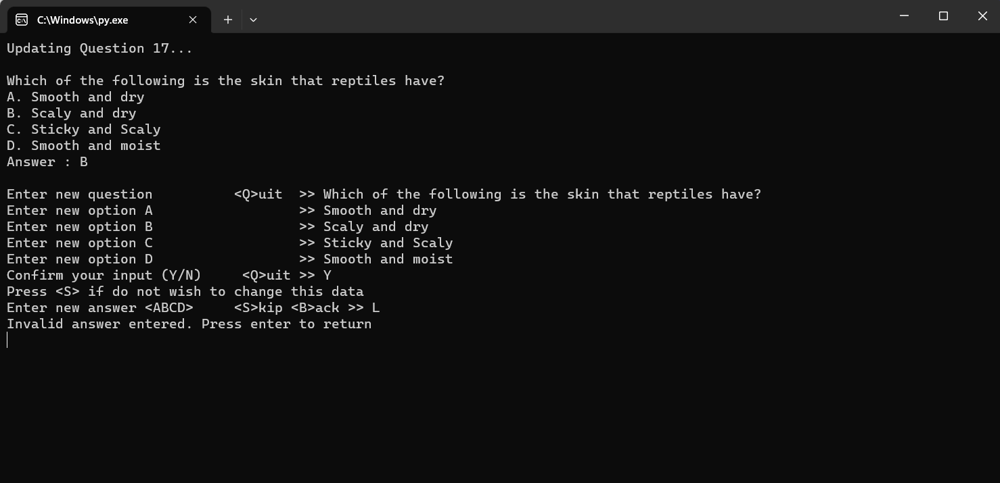 C:\Windows\py.exe
Updating Question 17...
Which of the following is the skin that reptiles have?
A. Smooth and dry
B. Scaly and dry
C. Sticky and Scaly
D. Smooth and moist
Answer : B
Enter new question          <Q>uit  >> Which of the following is the skin that reptiles have?
Enter new option A                  >> Smooth and dry
Enter new option B                  >> Scaly and dry
Enter new option C                  >> Sticky and Scaly
Enter new option D                  >> Smooth and moist
Confirm your input (Y/N)     <Q>uit >> Y
Press <S> if do not wish to change this data
Enter new answer <ABCD>     <S>kip <B>ack >> L
Invalid answer entered. Press enter to return